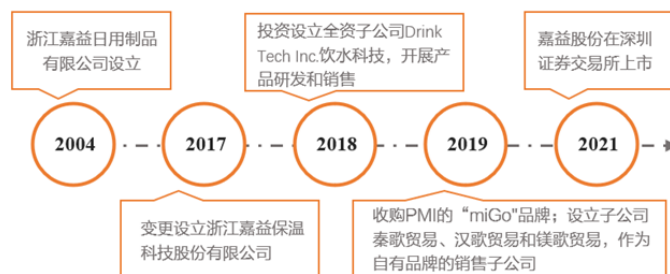 浙江嘉益日用制品
有限公司设立
投资设立全资子公司Drink
Tech Inc.饮水科技，开展产
品研发和销售
嘉益股份在深圳
证券交易所上市
2004
2017
2018
2019
2021
变更设立浙江嘉益保温
科技股份有限公司
收购PMI的“miGo"品牌；设立子公司
秦歌贸易、汉歌贸易和镁歌贸易，作为
自有品牌的销售子公司